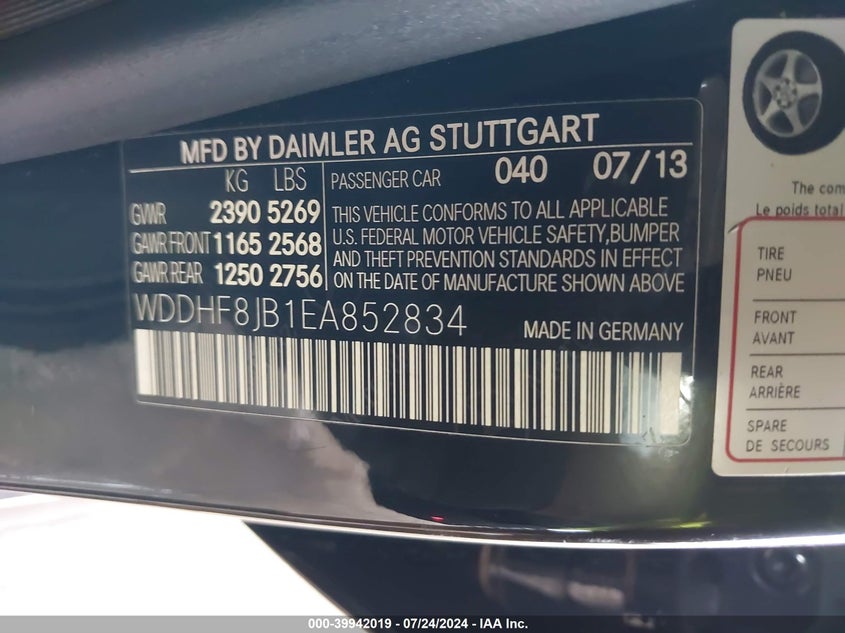 MFD BY DAIMLER AG STUTTGART
KG LBS
GVWR 2390 5269
GAWR FRONT 1165 2568
GAWR REAR 1250 2756
PASSENGER CAR 040 07/13
THIS VEHICLE CONFORMS TO ALL APPLICABLE
U.S. FEDERAL MOTOR VEHICLE SAFETY,BUMPER
AND THEFT PREVENTION STANDARDS IN EFFECT
ON THE DATE OF MANUFACTURE SHOWN ABOVE
WDDHF8JB1EA852834
MADE IN GERMANY
The com
Le poids total
TIRE
PNEU
FRONT
AVANT
REAR
ARRIÈRE
SPARE
DE SECOURS
000-39942019 - 07/24/2024 - IAA Inc.